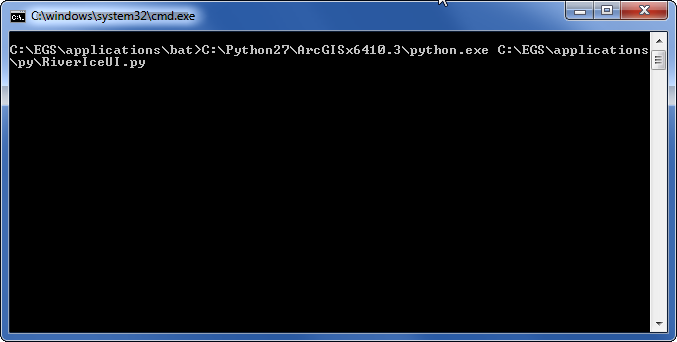 C:\windows\system32\cmd.exe
C:\EGS\applications\bat>C:\Python27\ArcGISx6410.3\python.exe C:\EGS\applications
\py\RiverIceUI.py